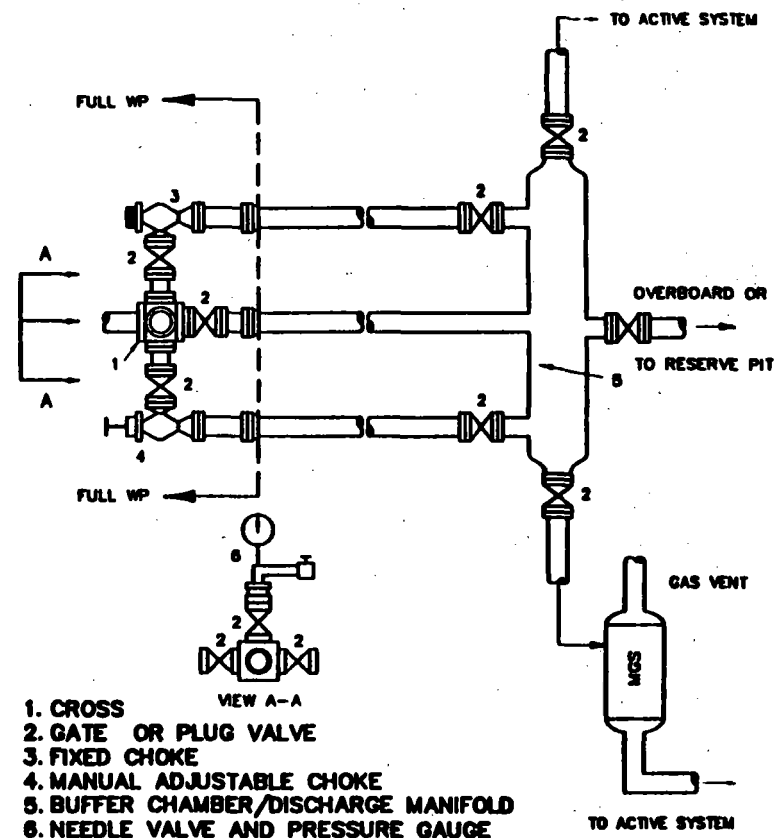 TO ACTIVE SYSTEM
FULL WP
2
3
2
2
A
2
OVERBOARD OR
1
TO RESERVE PIT
5
A
2
2
4
FULL WP
2
6
GAS VENT
2
2 2
MGS
VIEW A-A
1. CROSS
2. GATE OR PLUG VALVE
3. FIXED CHOKE
4. MANUAL ADJUSTABLE CHOKE
5. BUFFER CHAMBER/DISCHARGE MANIFOLD
6. NEEDLE VALVE AND PRESSURE GAUGE
TO ACTIVE SYSTEM